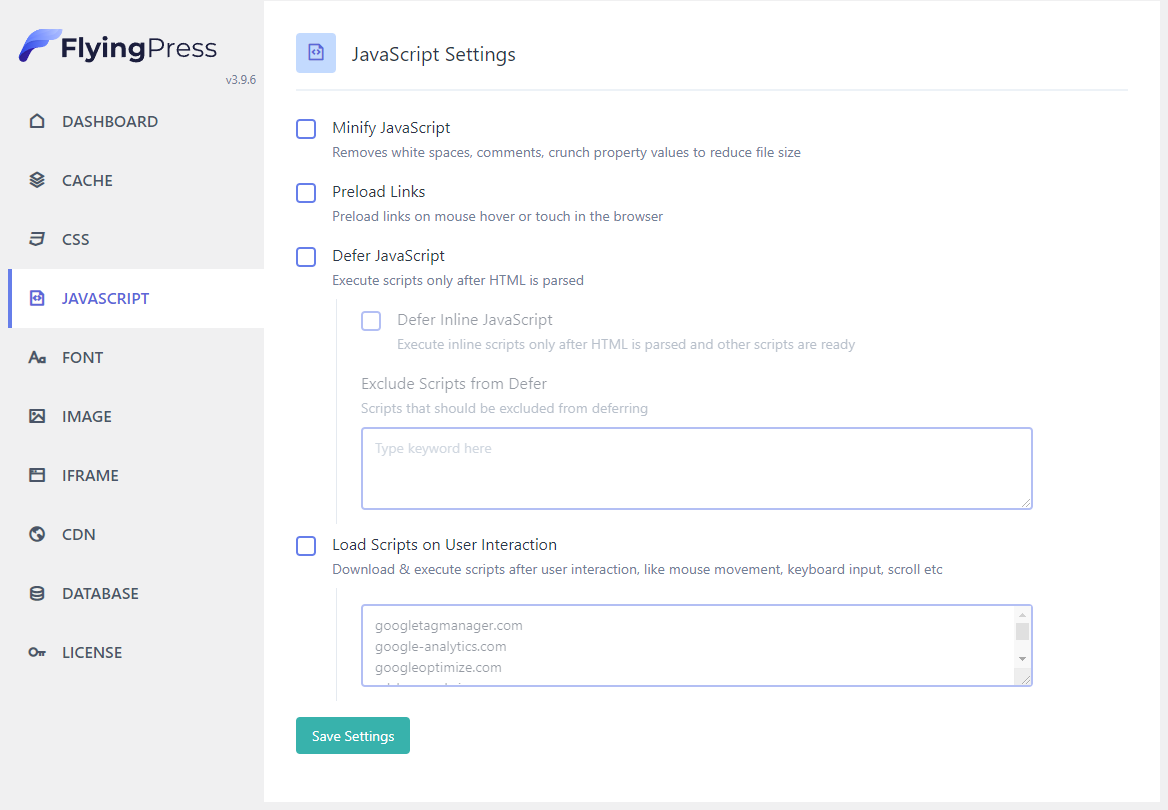 FlyingPress
v3.9.6
DASHBOARD
CACHE
CSS
JAVASCRIPT
FONT
IMAGE
IFRAME
CDN
DATABASE
LICENSE
JavaScript Settings
Minify JavaScript
Removes white spaces, comments, crunch property values to reduce file size
Preload Links
Preload links on mouse hover or touch in the browser
Defer JavaScript
Execute scripts only after HTML is parsed
Defer Inline JavaScript
Execute inline scripts only after HTML is parsed and other scripts are ready
Exclude Scripts from Defer
Scripts that should be excluded from deferring
Type keyword here
Load Scripts on User Interaction
Download & execute scripts after user interaction, like mouse movement, keyboard input, scroll etc
googletagmanager.com
google-analytics.com
googleoptimize.com
Save Settings